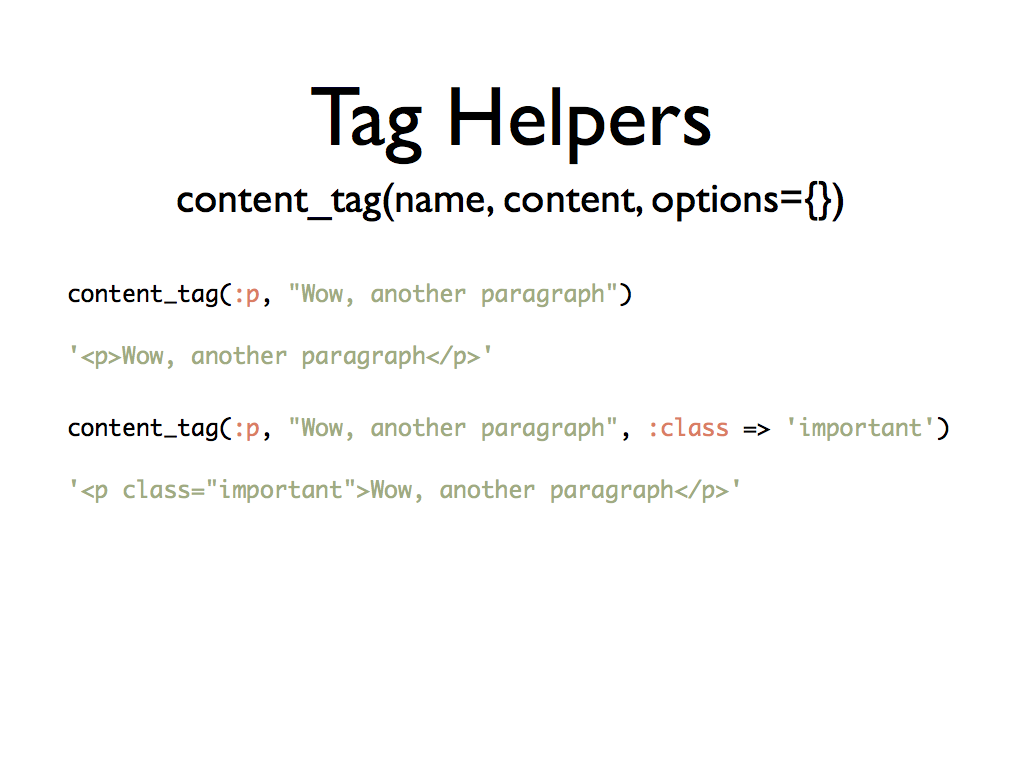 Tag Helpers
content_tag(name, content, options={})
content_tag(:p, "Wow, another paragraph")
'<p>Wow, another paragraph</p>'
content_tag(:p, "Wow, another paragraph", :class => 'important')
'<p class="important">Wow, another paragraph</p>'